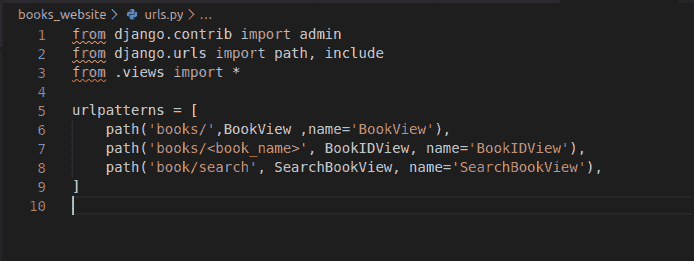 books_website > urls.py > ...
1 from django.contrib import admin
2 from django.urls import path, include
3 from .views import *
4
5 urlpatterns = [
6     path('books/',BookView ,name='BookView'),
7     path('books/<book_name>', BookIDView, name='BookIDView'),
8     path('book/search', SearchBookView, name='SearchBookView'),
9 ]
10